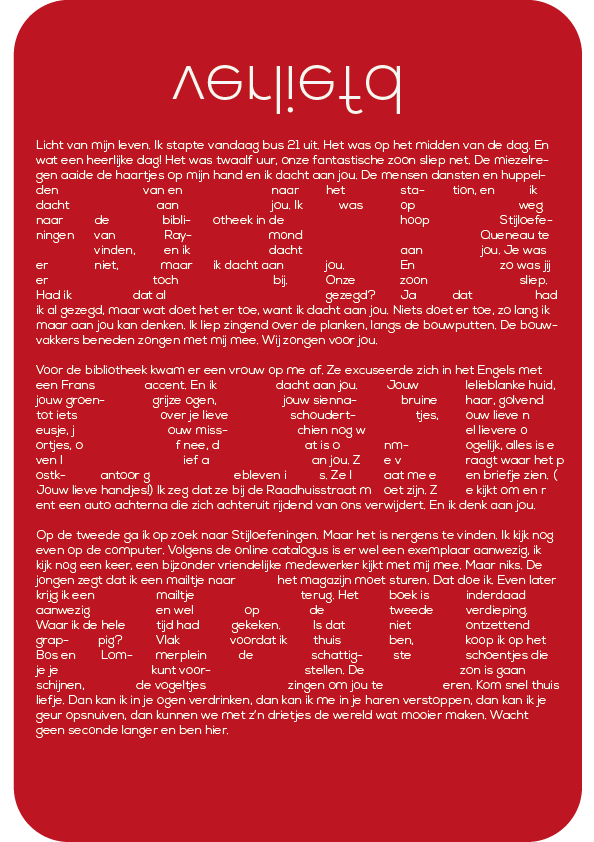 verliefd
Licht van mijn leven. Ik stapte vandaag bus 21 uit. Het was op het midden van de dag. En
wat een heerlijke dag! Het was twaalf uur, onze fantastische zoon sliep net. De miezelre-
gen aaide de haartjes op mijn hand en ik dacht aan jou. De mensen dansten en huppel-
den van en naar het sta- tion, en ik
dacht aan jou. Ik was op weg
naar de bibli- otheek in de hoop Stijloefe-
ningen van Ray- mond Queneau te
vinden, en ik dacht aan jou. Je was
er niet, maar ik dacht aan jou. En zo was jij
er toch bij. Onze zoon sliep.
Had ik dat al gezegd? Ja dat had
ik al gezegd, maar wat doet het er toe, want ik dacht aan jou. Niets doet er toe, zo lang ik
maar aan jou kan denken. Ik liep zingend over de planken, langs de bouwputten. De bouw-
vakkers beneden zongen met mij mee. Wij zongen voor jou.
Voor de bibliotheek kwam er een vrouw op me af. Ze excuseerde zich in het Engels met
een Frans accent. En ik dacht aan jou. Jouw lelieblanke huid,
jouw groen- grijze ogen, jouw sienna- bruine haar, golvend
tot iets over je lieve schoudert- tjes, ouw lieve n
eusje, j ouw miss- chien nog w el lievere o
ortjes, o f nee, d at is o nm- ogelijk, alles is e
ven l ief a an jou. Z e v raagt waar het p
ostk- antoor g ebleven i s. Ze l aat me e en briefje zien. (
Jouw lieve handjes!) Ik zeg dat ze bij de Raadhuisstraat m oet zijn. Z e kijkt om en r
ent een auto achterna die zich achteruit rijdend van ons verwijdert. En ik denk aan jou.
Op de tweede ga ik op zoek naar Stijloefeningen. Maar het is nergens te vinden. Ik kijk nog
even op de computer. Volgens de online catalogus is er wel een exemplaar aanwezig, ik
kijk nog een keer, een bijzonder vriendelijke medewerker kijkt met mij mee. Maar niks. De
jongen zegt dat ik een mailtje naar het magazijn moet sturen. Dat doe ik. Even later
krijg ik een mailtje terug. Het boek is inderdaad
aanwezig en wel op de tweede verdieping.
Waar ik de hele tijd had gekeken. Is dat niet ontzettend
grap- pig? Vlak voordat ik thuis ben, koop ik op het
Bos en Lom- merplein de schattig- ste schoentjes die
je je kunt voor- stellen. De zon is gaan
schijnen, de vogeltjes zingen om jou te eren. Kom snel thuis
liefje. Dan kan ik in je ogen verdrinken, dan kan ik me in je haren verstoppen, dan kan ik je
geur opsnuiven, dan kunnen we met z'n drietjes de wereld wat mooier maken. Wacht
geen seconde langer en ben hier.